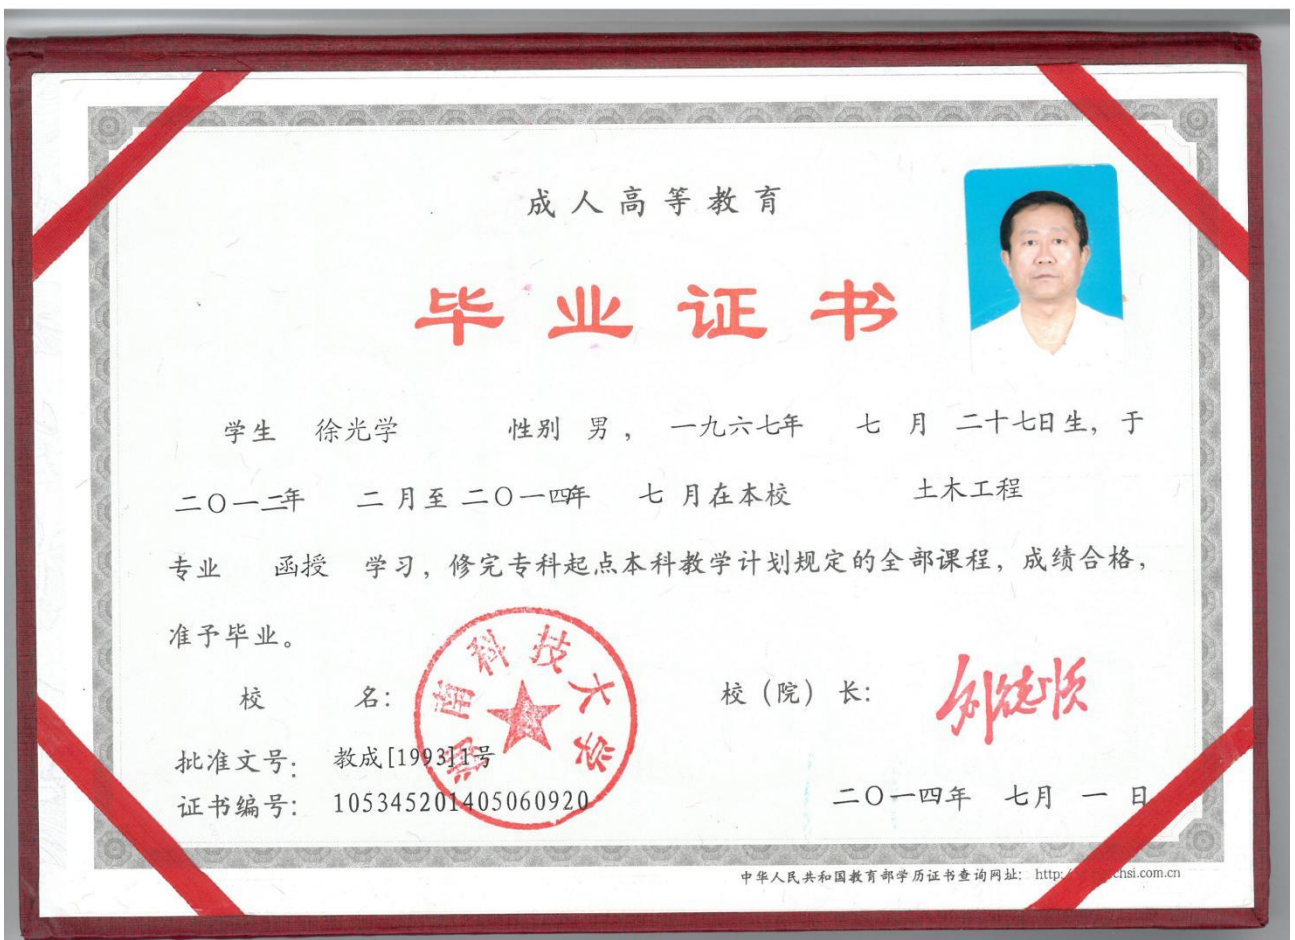 成人高等教育
毕业证书
学生 徐光学 性别 男，一九六七年 七 月 二十七日生，于
二〇一二年 二月至二〇一四年 七 月在本校 土木工程
专业 函授 学习，修完专科起点本科教学计划规定的全部课程，成绩合格，
准予毕业。
校 名： 湖南科技大学 校（院）长：
批准文号： 教成[1993]1号
证书编号： 105345201405060920 二〇一四年 七月 一 日
中华人民共和国教育部学历证书查询网址： http: chsi.com.cn